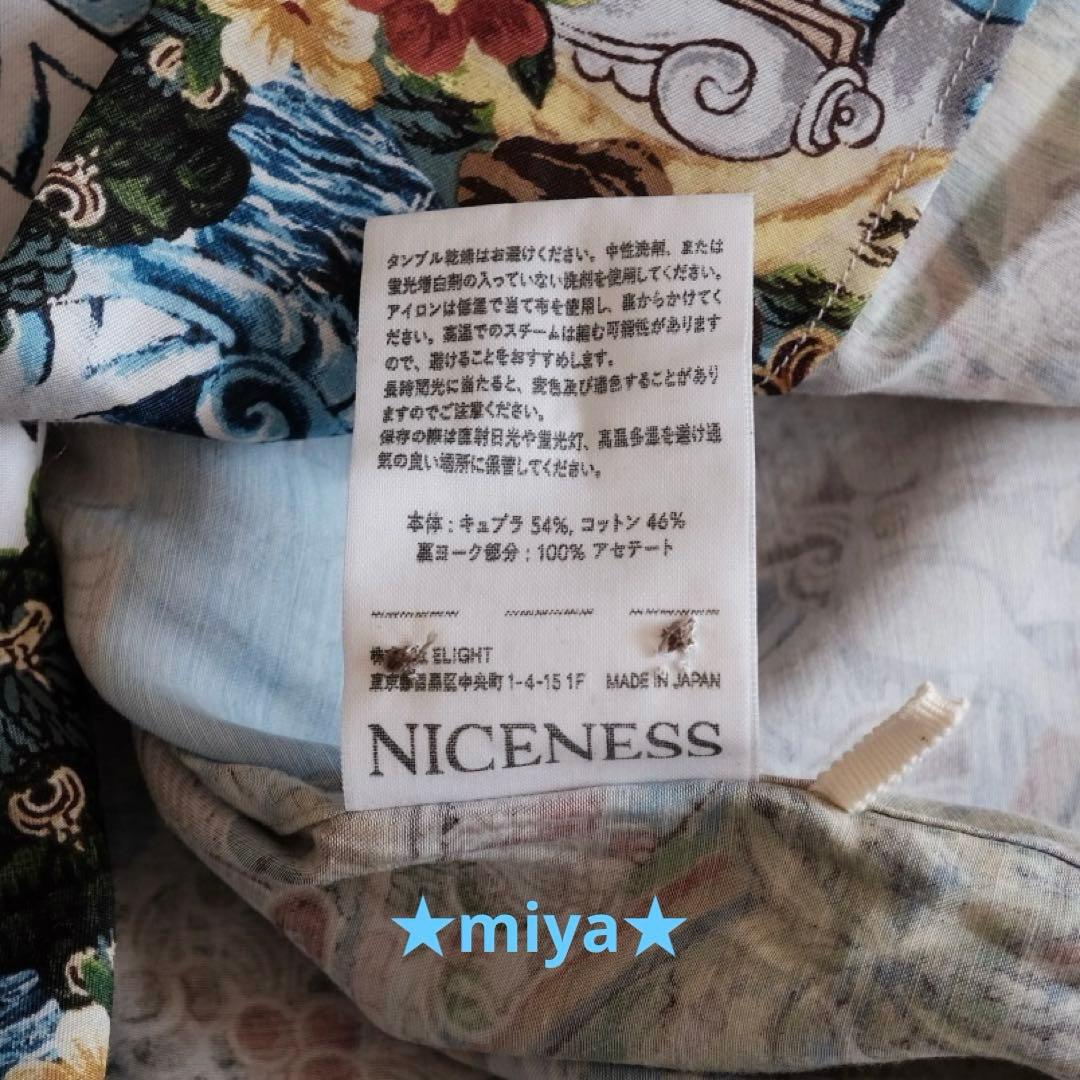 タンブル乾燥はお避けください。中性洗剤、または
蛍光増白剤の入っていない洗剤を使用してください。
アイロンは低温で当て布を使用し、裏からかけてく
ださい。高温でのスチームは縮む可能性があります
ので、避けることをおすすめします。
長時間光に当たると、変色及び褪色することがあり
ますのでご注意ください。
保存の際は直射日光や蛍光灯、高温多湿を避け通
気の良い場所に保管してください。
本体 : キュプラ 54%, コットン 46%
裏ヨーク部分 : 100% アセテート
ELIGHT
東京都目黒区中央町 1-4-15 1F MADE IN JAPAN
NICENESS
★miya★